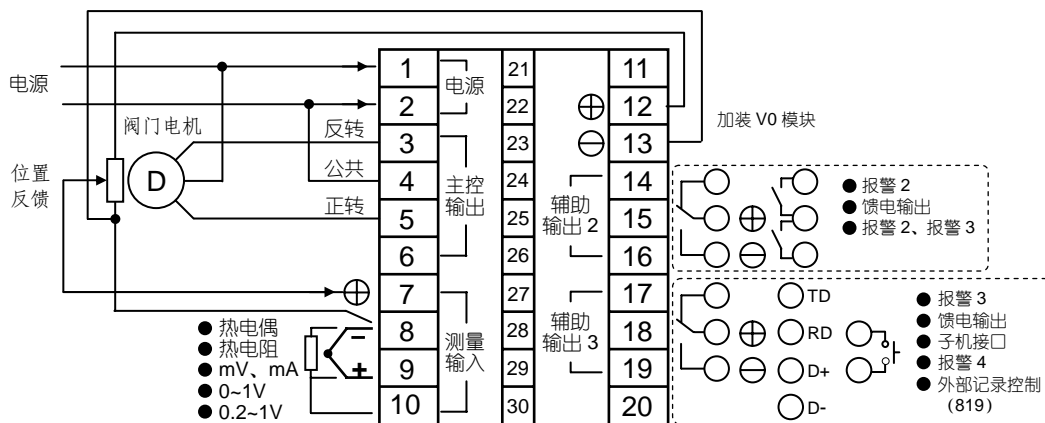 电源
阀门电机
位置
反馈
D
反转
公共
正转
● 热电偶
● 热电阻
● mV、mA
● 0~1V
● 0.2~1V
1
2
3
4
5
6
7
8
9
10
电源
主控
输出
测量
输入
21
22
23
24
25
26
27
28
29
30
辅助
输出 2
辅助
输出 3
11
12
13
14
15
16
17
18
19
20
加装 V0 模块
● 报警 2
● 馈电输出
● 报警 2、报警 3
TD
RD
D+
D-
● 报警 3
● 馈电输出
● 子机接口
● 报警 4
● 外部记录控制
(819)